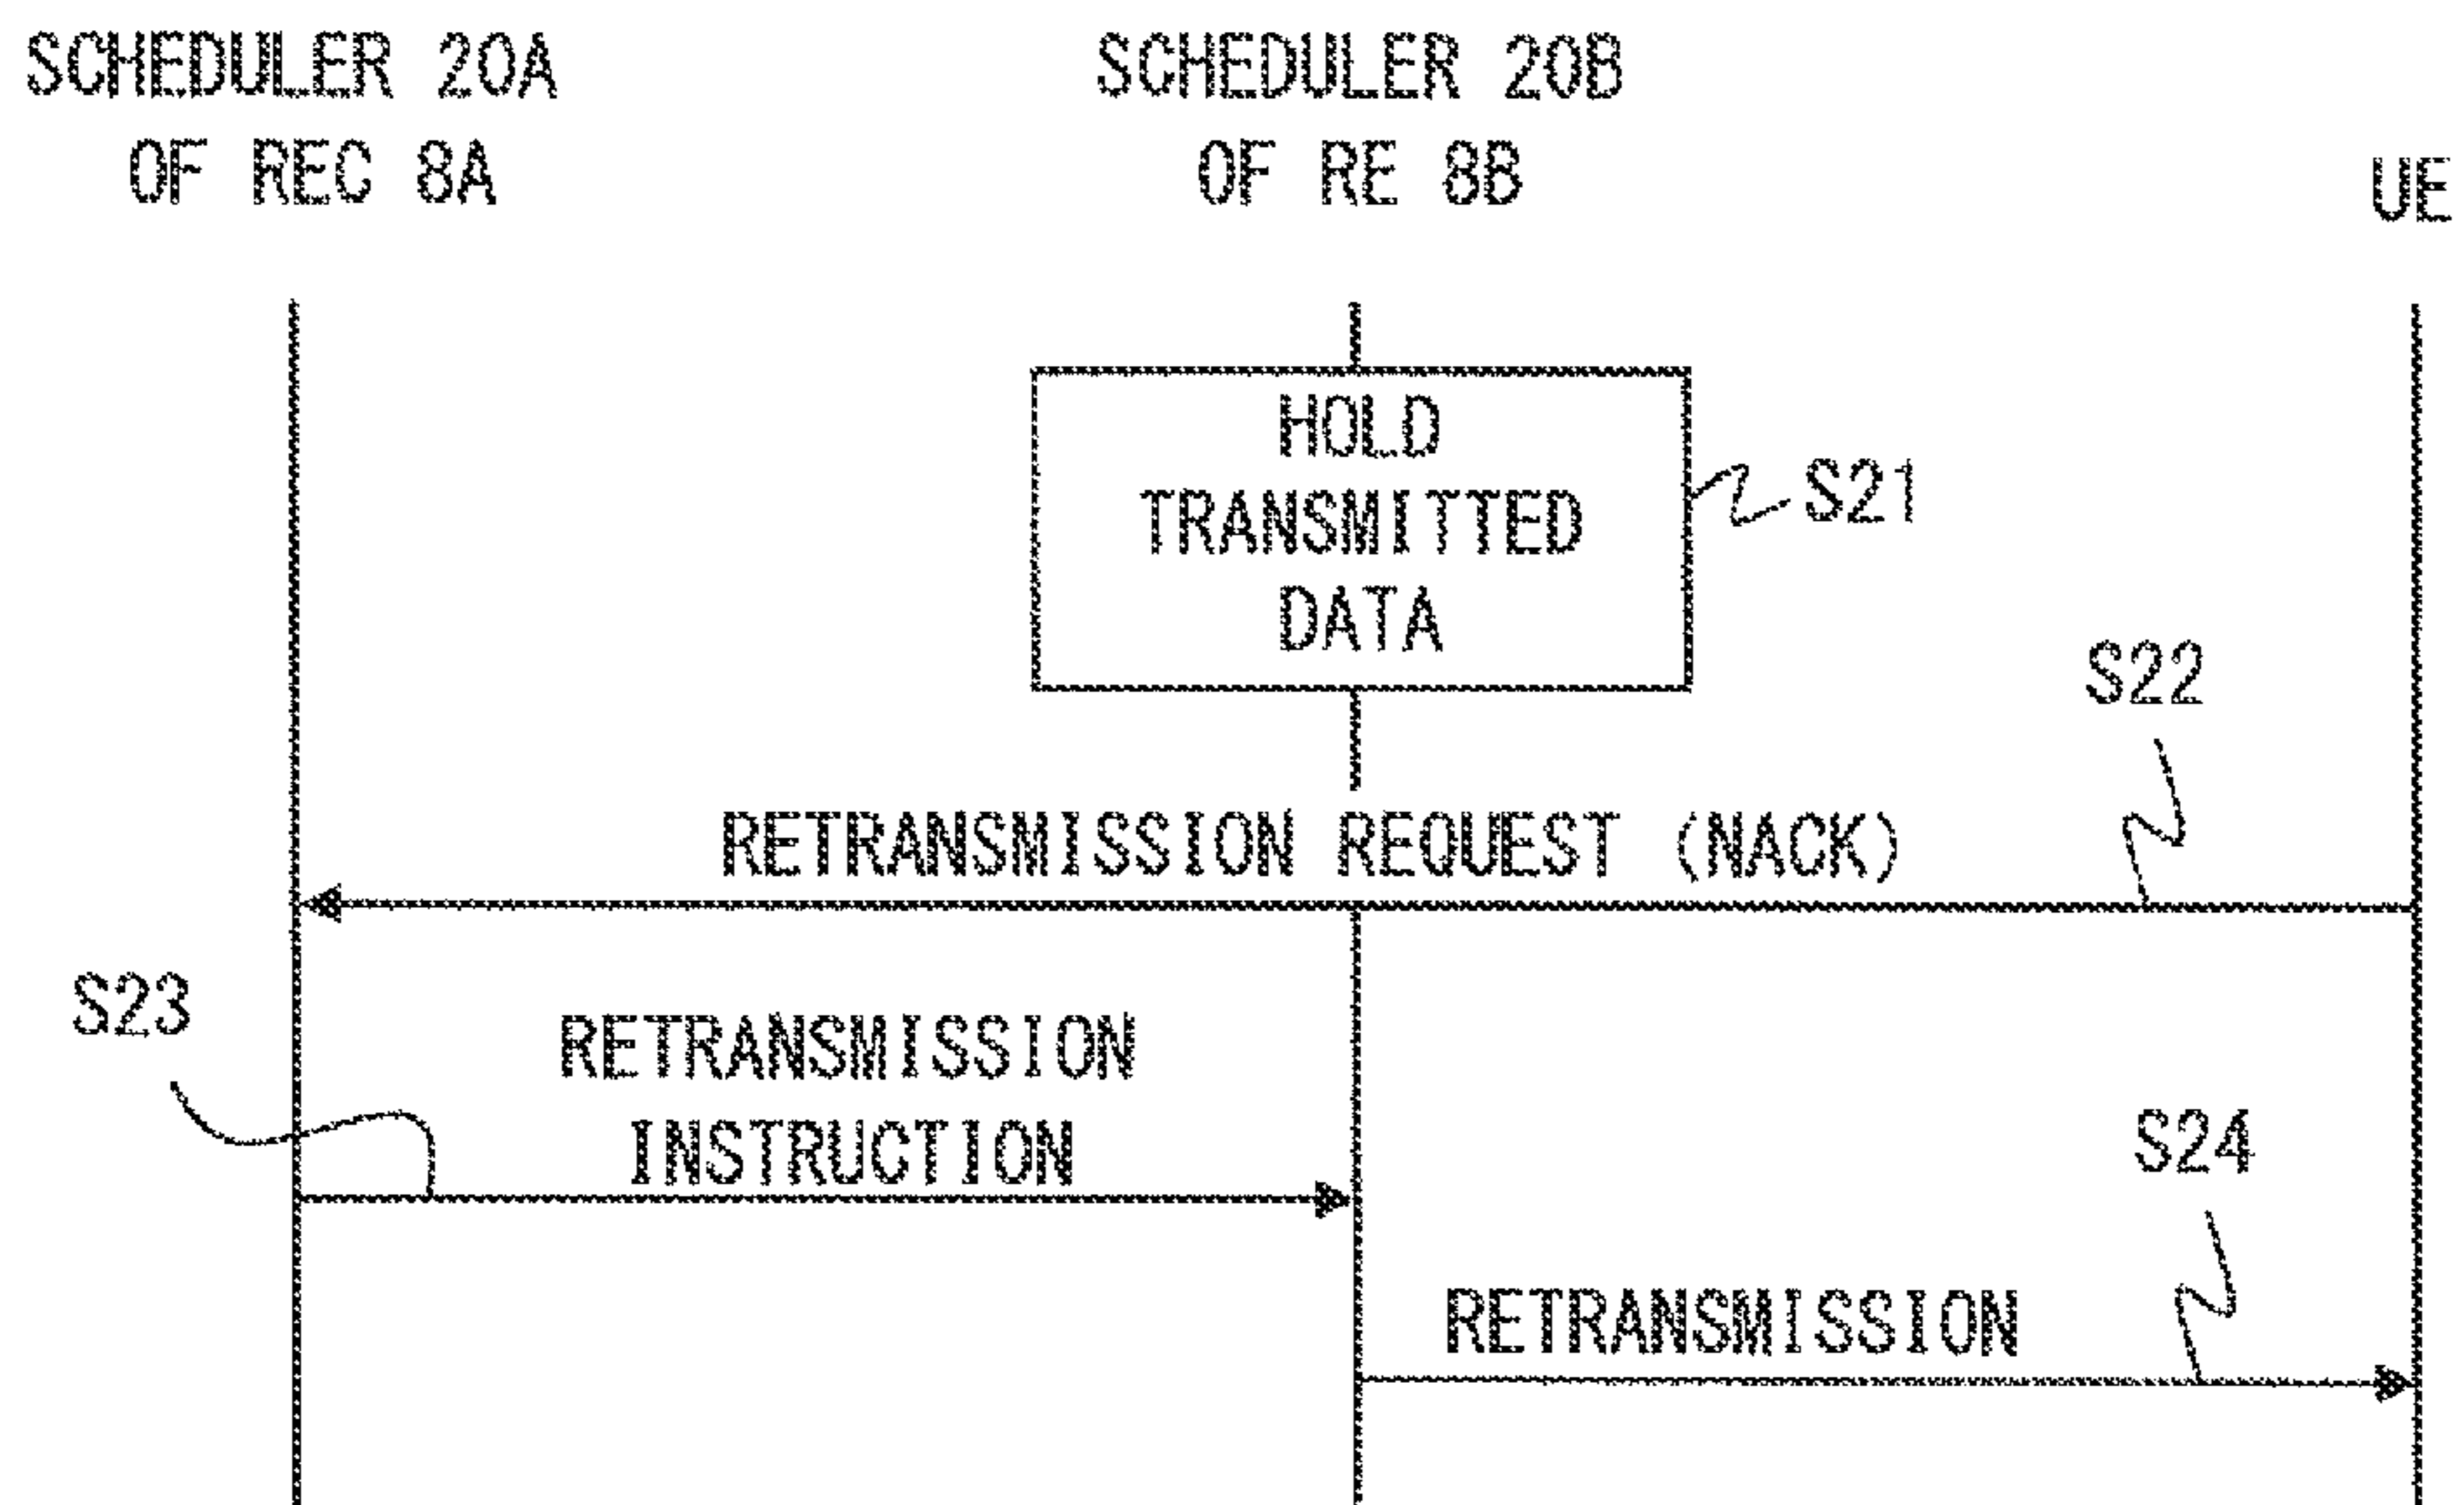 SCHEDULER 20A
OF REC 8A
SCHEDULER 20B
OF RE 8B
UE
HOLD
TRANSMITTED
DATA
S21
S22
RETRANSMISSION REQUEST (NACK)
S23
RETRANSMISSION
INSTRUCTION
S24
RETRANSMISSION